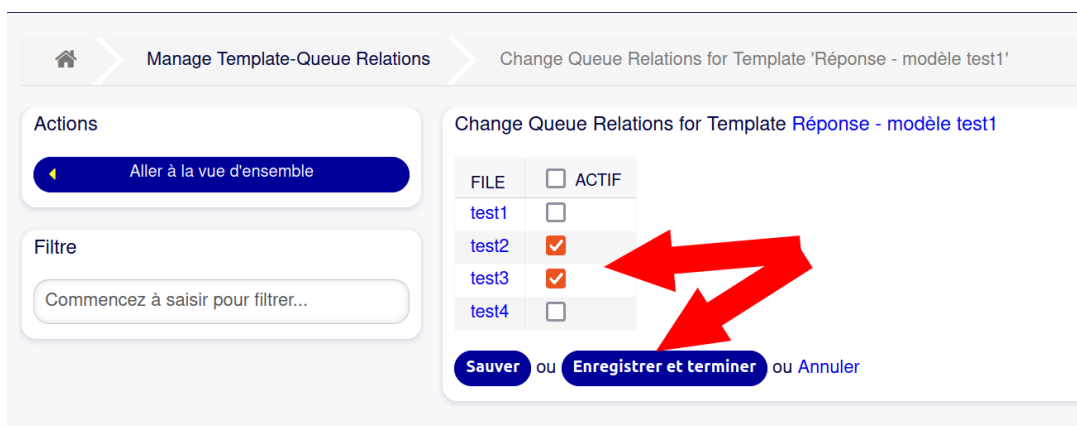 Manage Template-Queue Relations
Change Queue Relations for Template 'Réponse - modèle test1'
Actions
Aller à la vue d'ensemble
Filtre
Commencez à saisir pour filtrer...
Change Queue Relations for Template Réponse - modèle test1
FILE ACTIF
test1
test2
test3
test4
Sauver ou Enregistrer et terminer ou Annuler